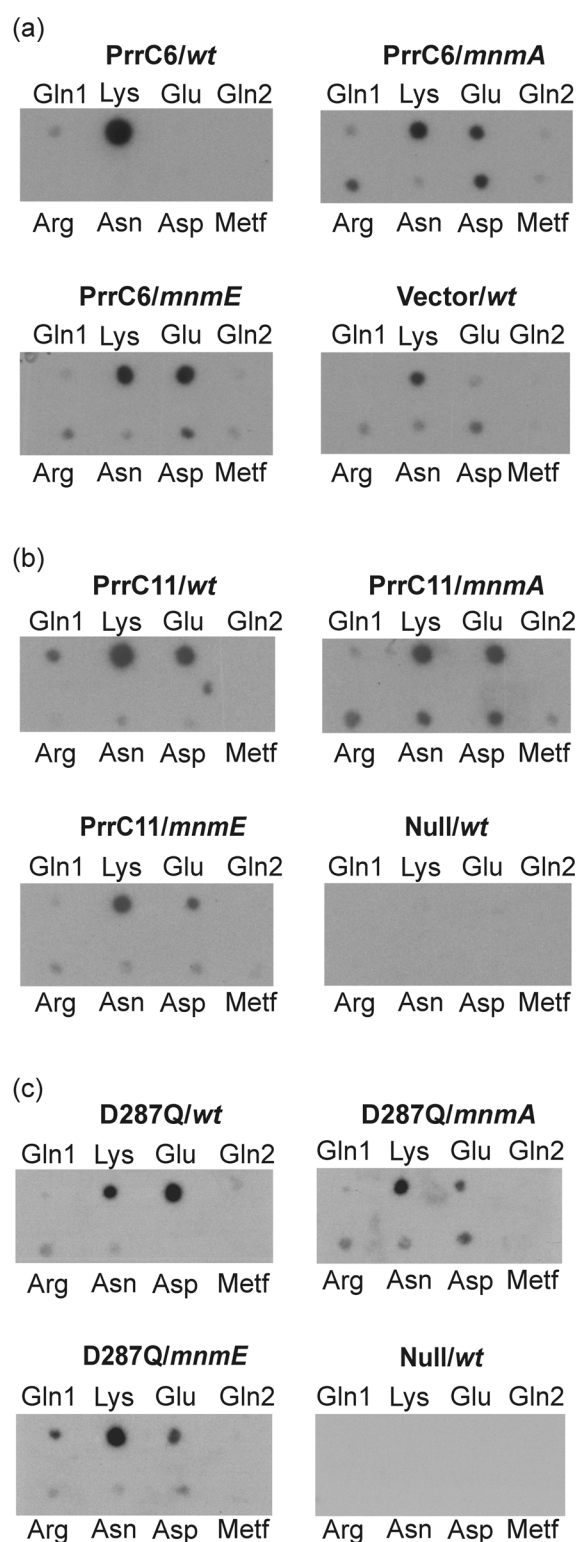 (a)
PrrC6/wt PrrC6/mnmA
Gln1 Lys Glu Gln2 Gln1 Lys Glu Gln2
Arg Asn Asp Metf Arg Asn Asp Metf
PrrC6/mnmE Vector/wt
Gln1 Lys Glu Gln2 Gln1 Lys Glu Gln2
Arg Asn Asp Metf Arg Asn Asp Metf
(b)
PrrC11/wt PrrC11/mnmA
Gln1 Lys Glu Gln2 Gln1 Lys Glu Gln2
Arg Asn Asp Metf Arg Asn Asp Metf
PrrC11/mnmE Null/wt
Gln1 Lys Glu Gln2 Gln1 Lys Glu Gln2
Arg Asn Asp Metf Arg Asn Asp Metf
(c)
D287Q/wt D287Q/mnmA
Gln1 Lys Glu Gln2 Gln1 Lys Glu Gln2
Arg Asn Asp Metf Arg Asn Asp Metf
D287Q/mnmE Null/wt
Gln1 Lys Glu Gln2 Gln1 Lys Glu Gln2
Arg Asn Asp Metf Arg Asn Asp Metf